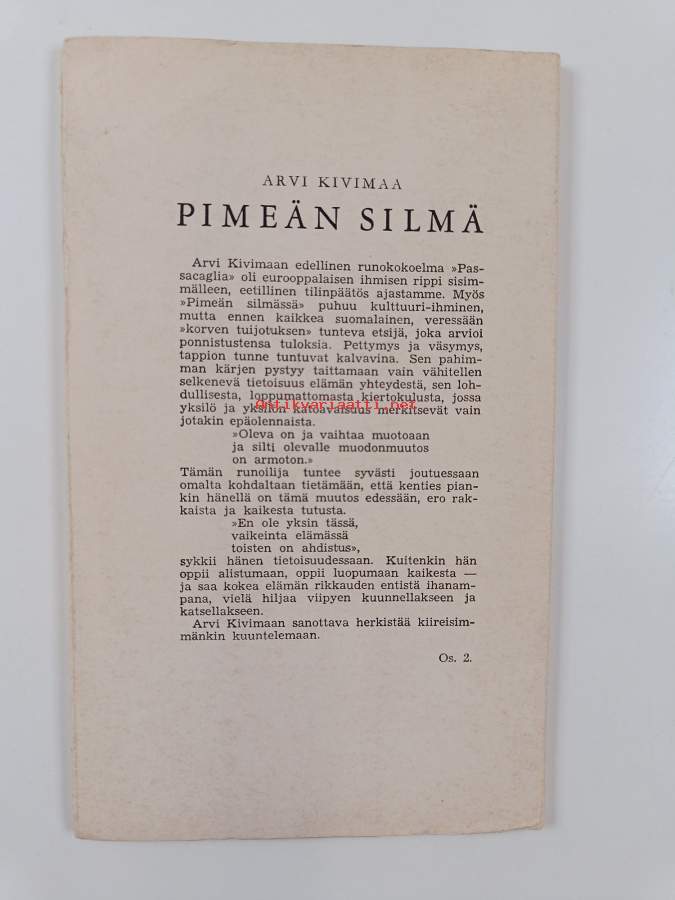 ARVI KIVIMAA
PIMEÄN SILMÄ
Arvi Kivimaan edellinen runokokoelma »Pas-
sacaglia» oli eurooppalaisen ihmisen rippi sisim-
mälleen, eetillinen tilinpäätös ajastamme. Myös
»Pimeän silmässä» puhuu kulttuuri-ihminen,
mutta ennen kaikkea suomalainen, veressään
»korven tuijotuksen» tunteva etsijä, joka arvioi
ponnistustensa tuloksia. Pettymys ja väsymys,
tappion tunne tuntuvat kalvavina. Sen pahim-
man kärjen pystyy taittamaan vain vähitellen
selkenevä tietoisuus elämän yhteydestä, sen loh-
dullisesta, loppumattomasta kiertokulusta, jossa
yksilö ja yksilön katoavaisuus merkitsevät vain
Antikvariaatti.net
jotakin epäolennaista.
»Oleva on ja vaihtaa muotoaan
ja silti olevalle muodonmuutos
on armoton.»
Tämän runoilija tuntee syvästi joutuessaan
omalta kohdaltaan tietämään, että kenties pian-
kin hänellä on tämä muutos edessään, ero rak-
kaista ja kaikesta tutusta.
»En ole yksin tässä,
vaikeinta elämässä
toisten on ahdistus»,
sykkii hänen tietoisuudessaan. Kuitenkin hän
oppii alistumaan, oppii luopumaan kaikesta —
ja saa kokea elämän rikkauden entistä ihanam-
pana, vielä hiljaa viipyen kuunnellakseen ja
katsellakseen.
Arvi Kivimaan sanottava herkistää kiireisim-
mänkin kuuntelemaan.
Os. 2.